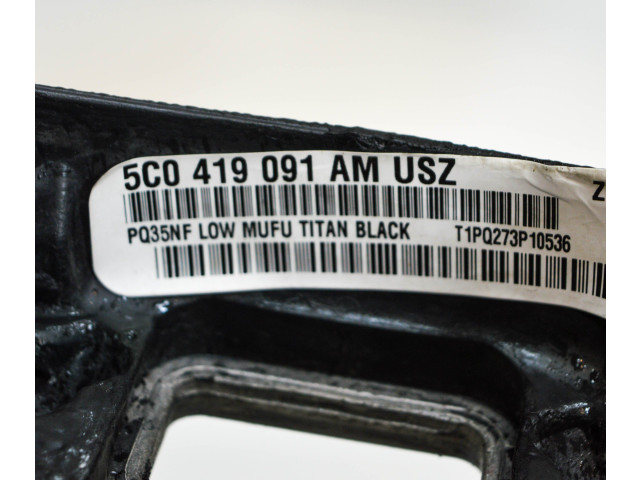 5C0 419 091 AM USZ Z
PQ35NF LOW MUFU TITAN BLACK T1PQ273P10536